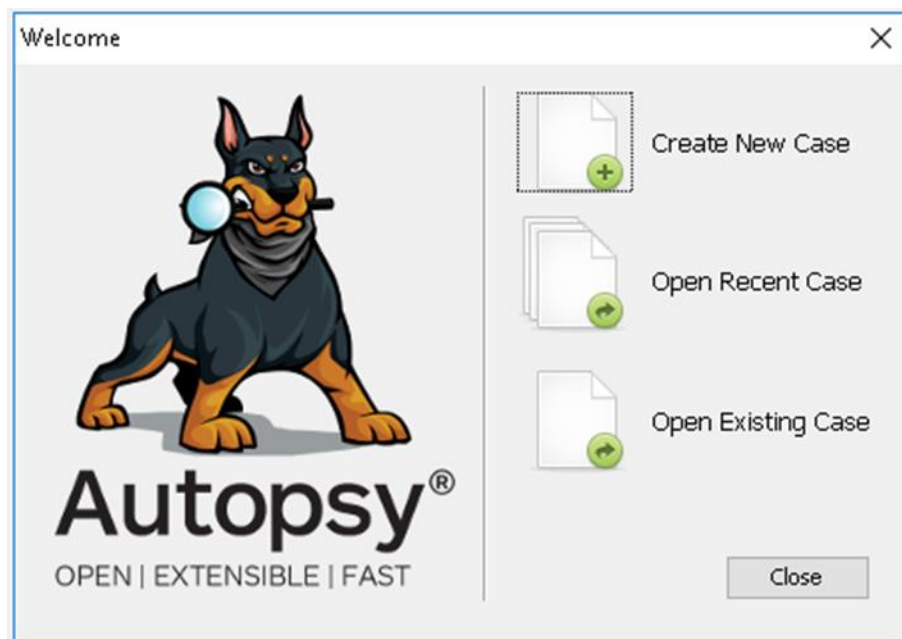 Welcome
Create New Case
Open Recent Case
Open Existing Case
Autopsy®
OPEN | EXTENSIBLE | FAST
Close